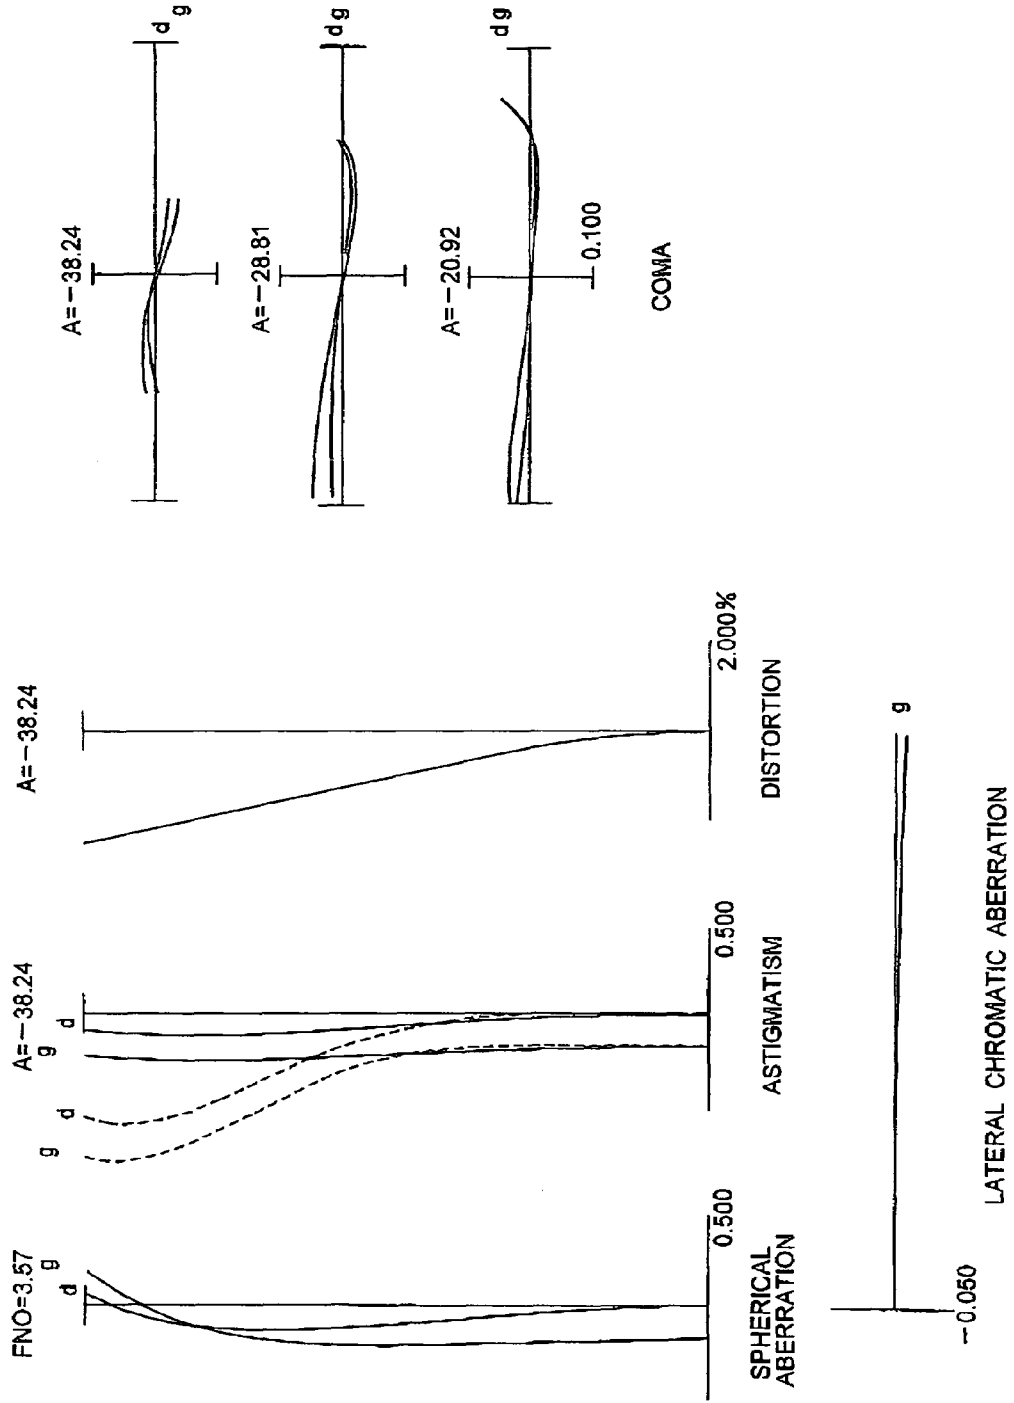 FNO=3.57
d
g
0.500
SPHERICAL
ABERRATION
A=−38.24
d
g
d
g
0.500
ASTIGMATISM
A=−38.24
2.000%
DISTORTION
A=−38.24
d
g
A=−28.81
d g
A=−20.92
d g
0.100
COMA
−0.050
g
LATERAL CHROMATIC ABERRATION